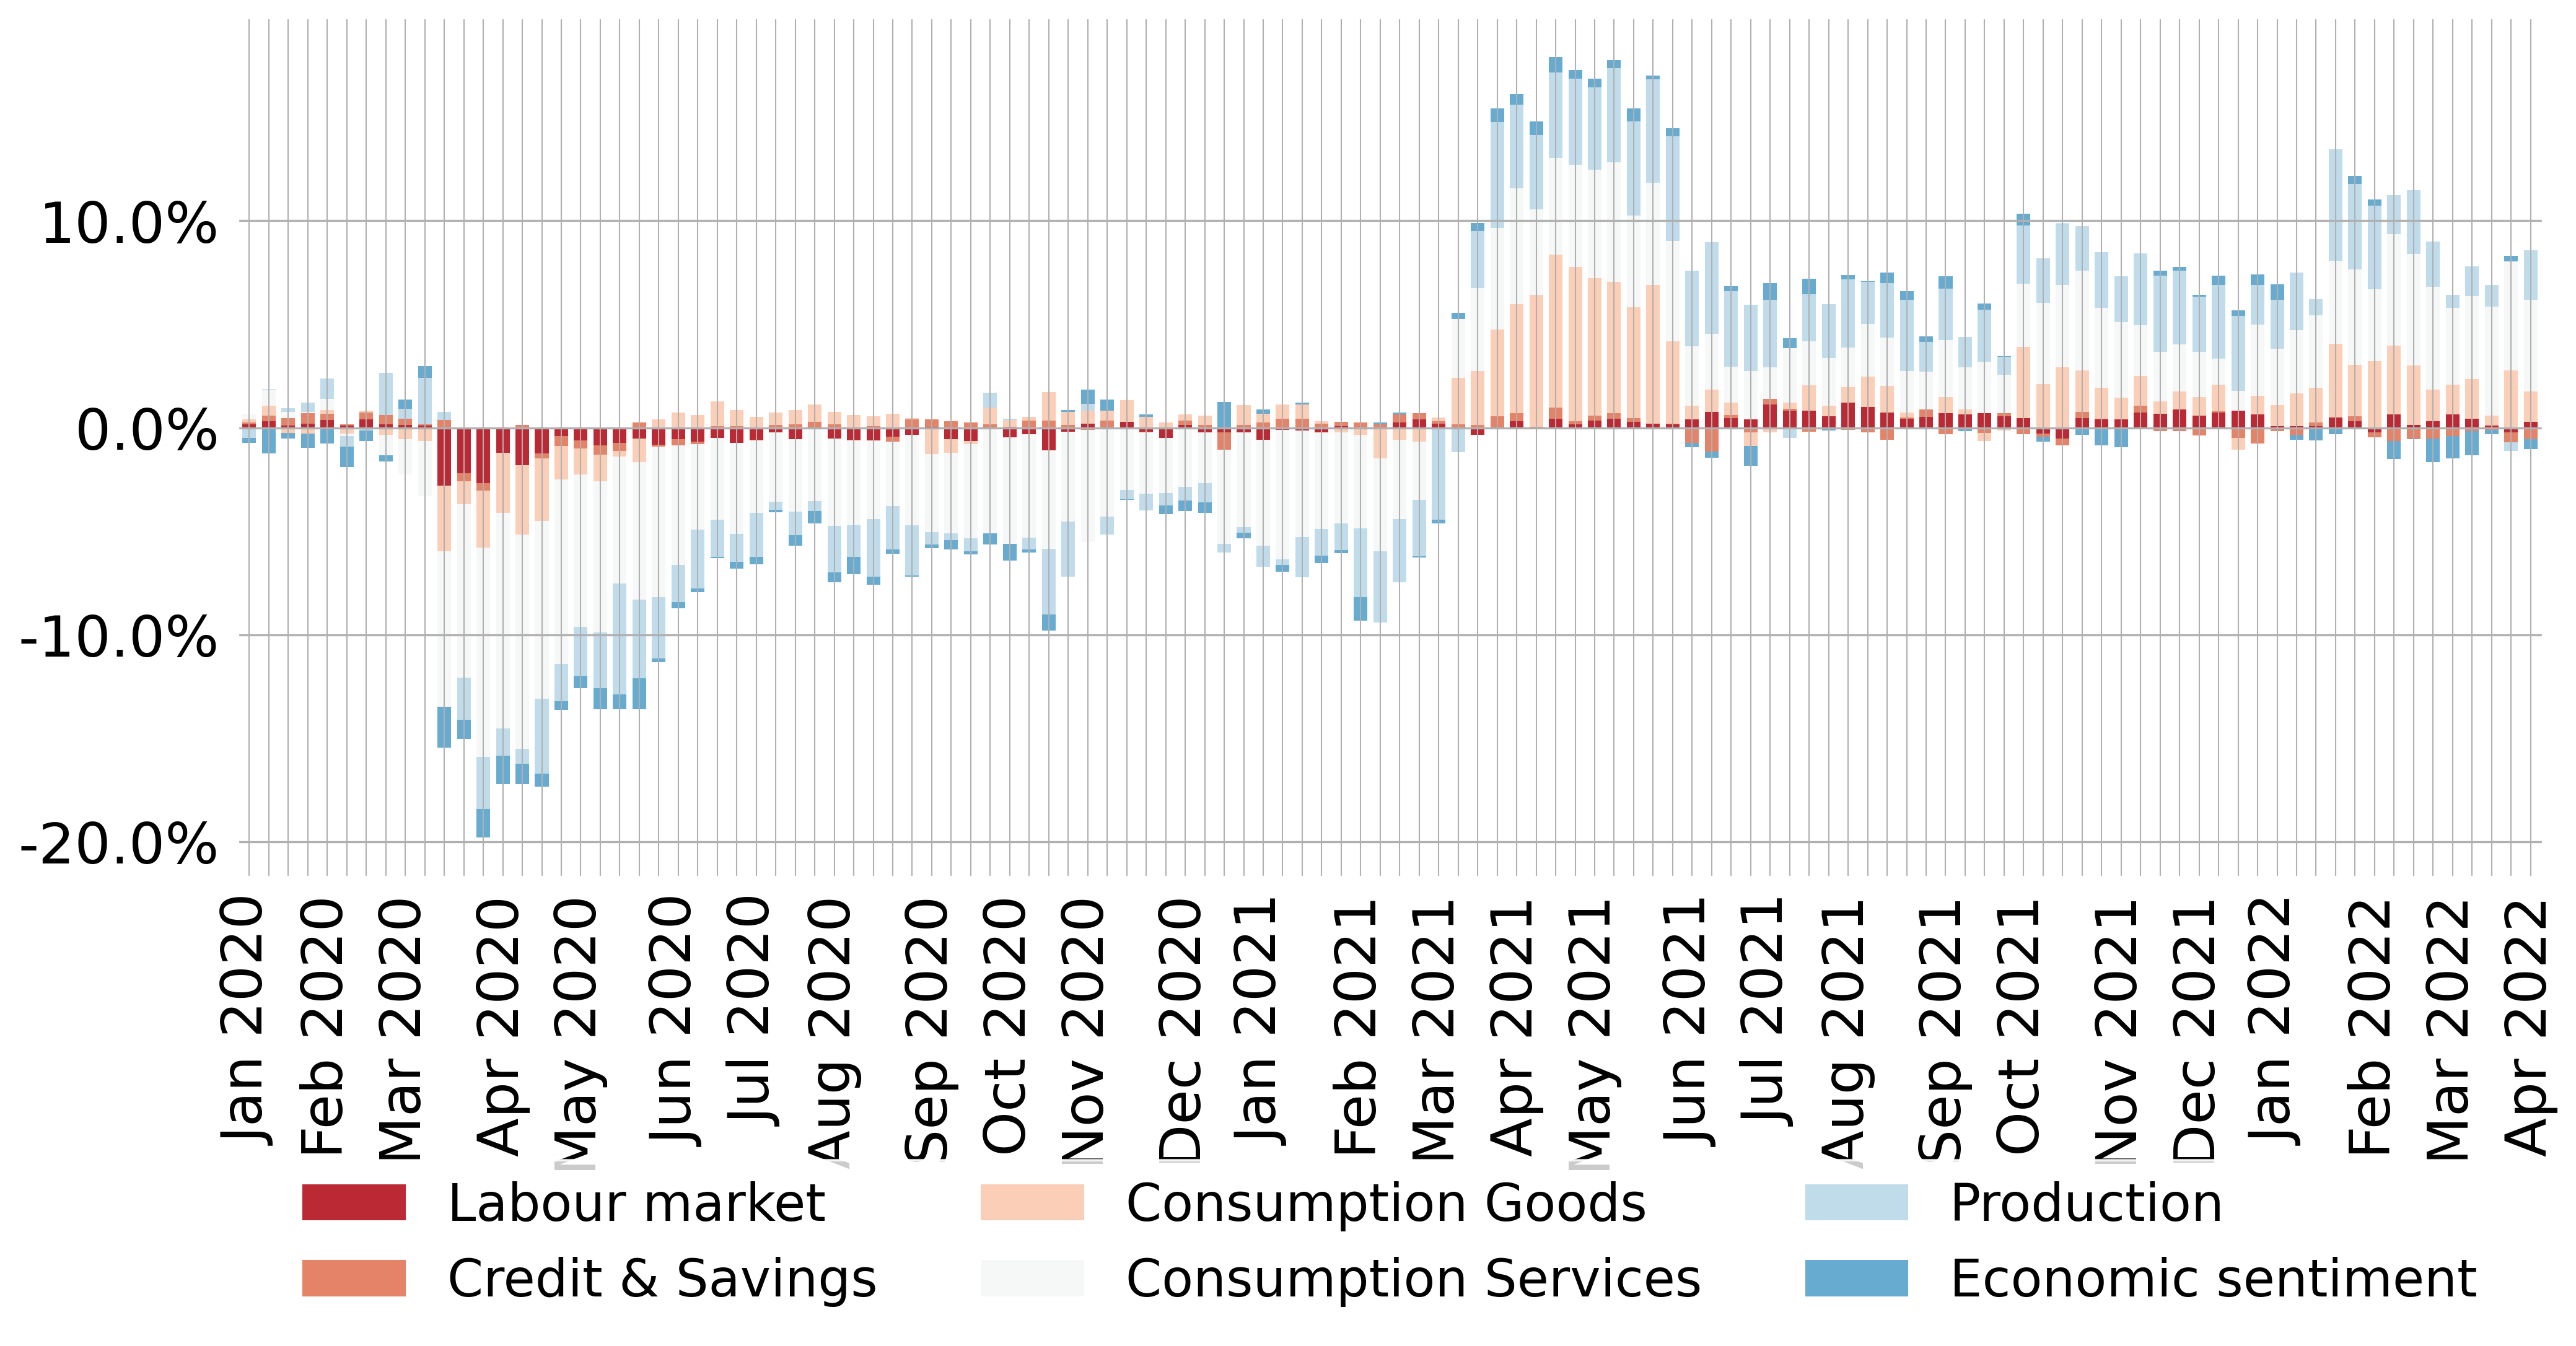 10.0%
0.0%
-10.0%
-20.0%
Jan 2020
Feb 2020
Mar 2020
Apr 2020
May 2020
Jun 2020
Jul 2020
Aug 2020
Sep 2020
Oct 2020
Nov 2020
Dec 2020
Jan 2021
Feb 2021
Mar 2021
Apr 2021
May 2021
Jun 2021
Jul 2021
Aug 2021
Sep 2021
Oct 2021
Nov 2021
Dec 2021
Jan 2022
Feb 2022
Mar 2022
Apr 2022
Labour market
Consumption Goods
Production
Credit & Savings
Consumption Services
Economic sentiment